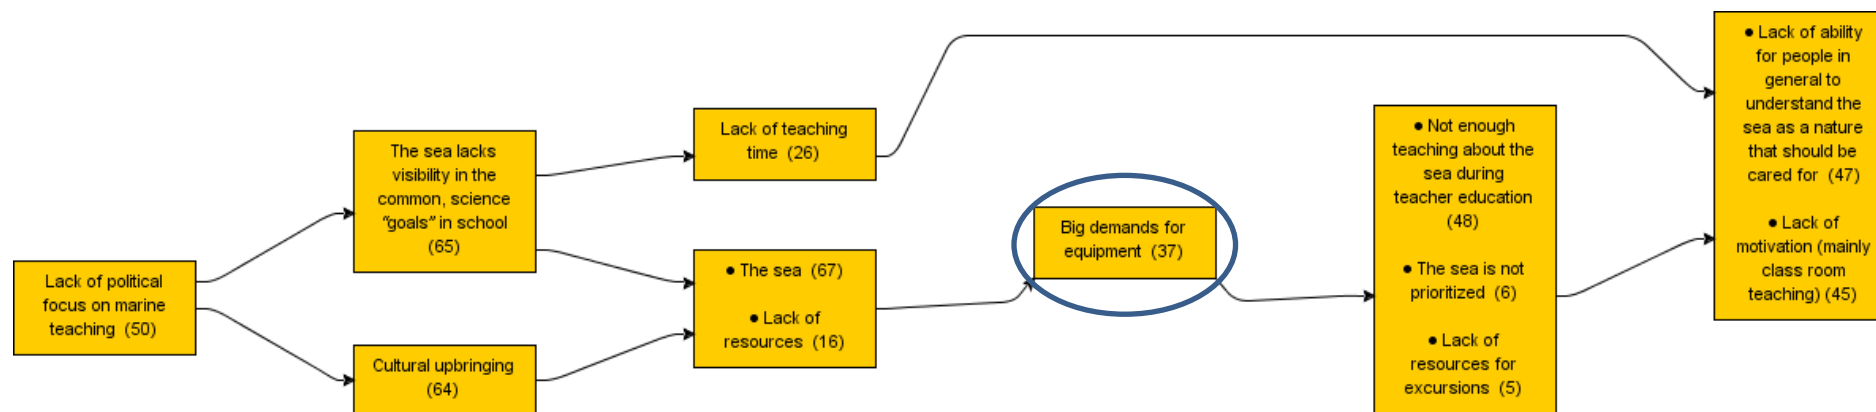 Lack of political
focus on marine
teaching (50)
The sea lacks
visibility in the
common, science
"goals" in school
(65)
Cultural upbringing
(64)
Lack of teaching
time (26)
● The sea (67)
● Lack of
resources (16)
Big demands for
equipment (37)
● Not enough
teaching about the
sea during
teacher education
(48)
● The sea is not
prioritized (6)
● Lack of
resources for
excursions (5)
● Lack of ability
for people in
general to
understand the
sea as a nature
that should be
cared for (47)
● Lack of
motivation (mainly
class room
teaching) (45)